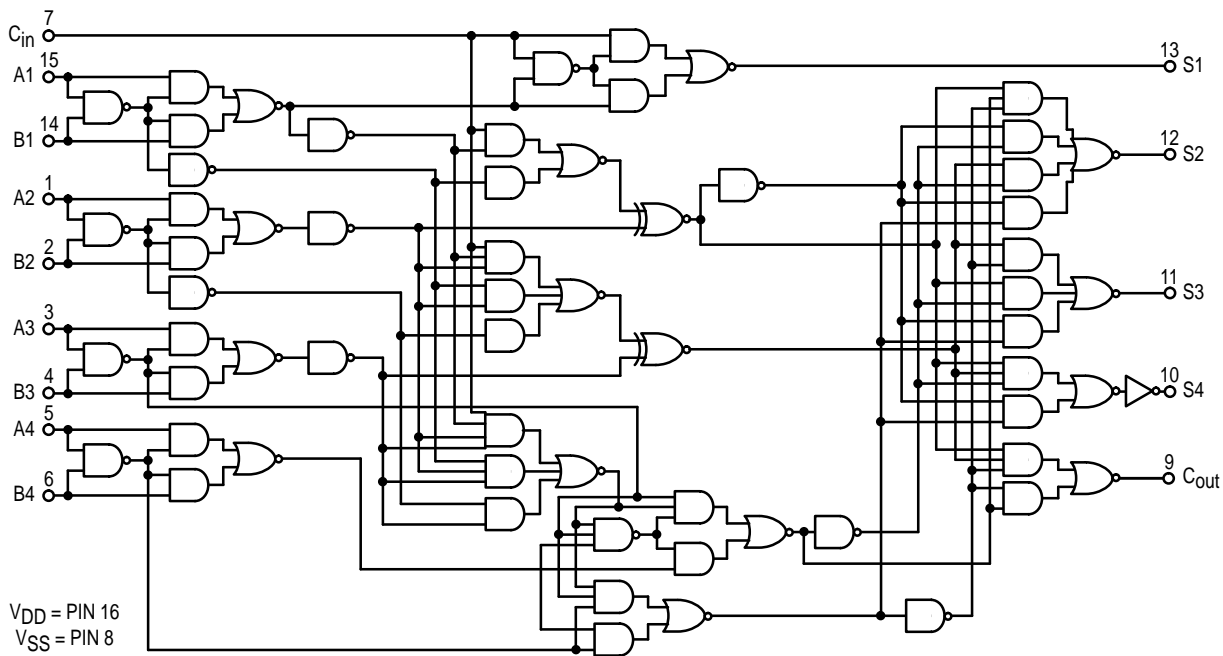 7
Cin
15
A1
14
B1
1
A2
2
B2
3
A3
4
B3
5
A4
6
B4
13
S1
12
S2
11
S3
10
S4
9
Cout
VDD = PIN 16
VSS = PIN 8